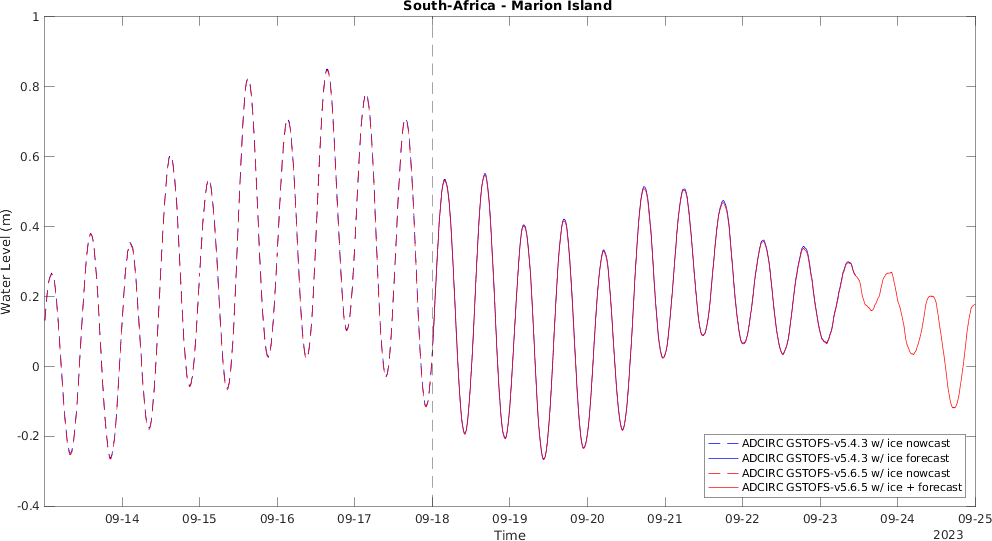 South-Africa - Marion Island
Water Level (m)
1
0.8
0.6
0.4
0.2
0
-0.2
-0.4
ADCIRC GSTOFS-v5.4.3 w/ ice nowcast
ADCIRC GSTOFS-v5.4.3 w/ ice forecast
ADCIRC GSTOFS-v5.6.5 w/ ice nowcast
ADCIRC GSTOFS-v5.6.5 w/ ice + forecast
09-14 09-15 09-16 09-17 09-18 09-19 09-20 09-21 09-22 09-23 09-24 09-25
Time
2023